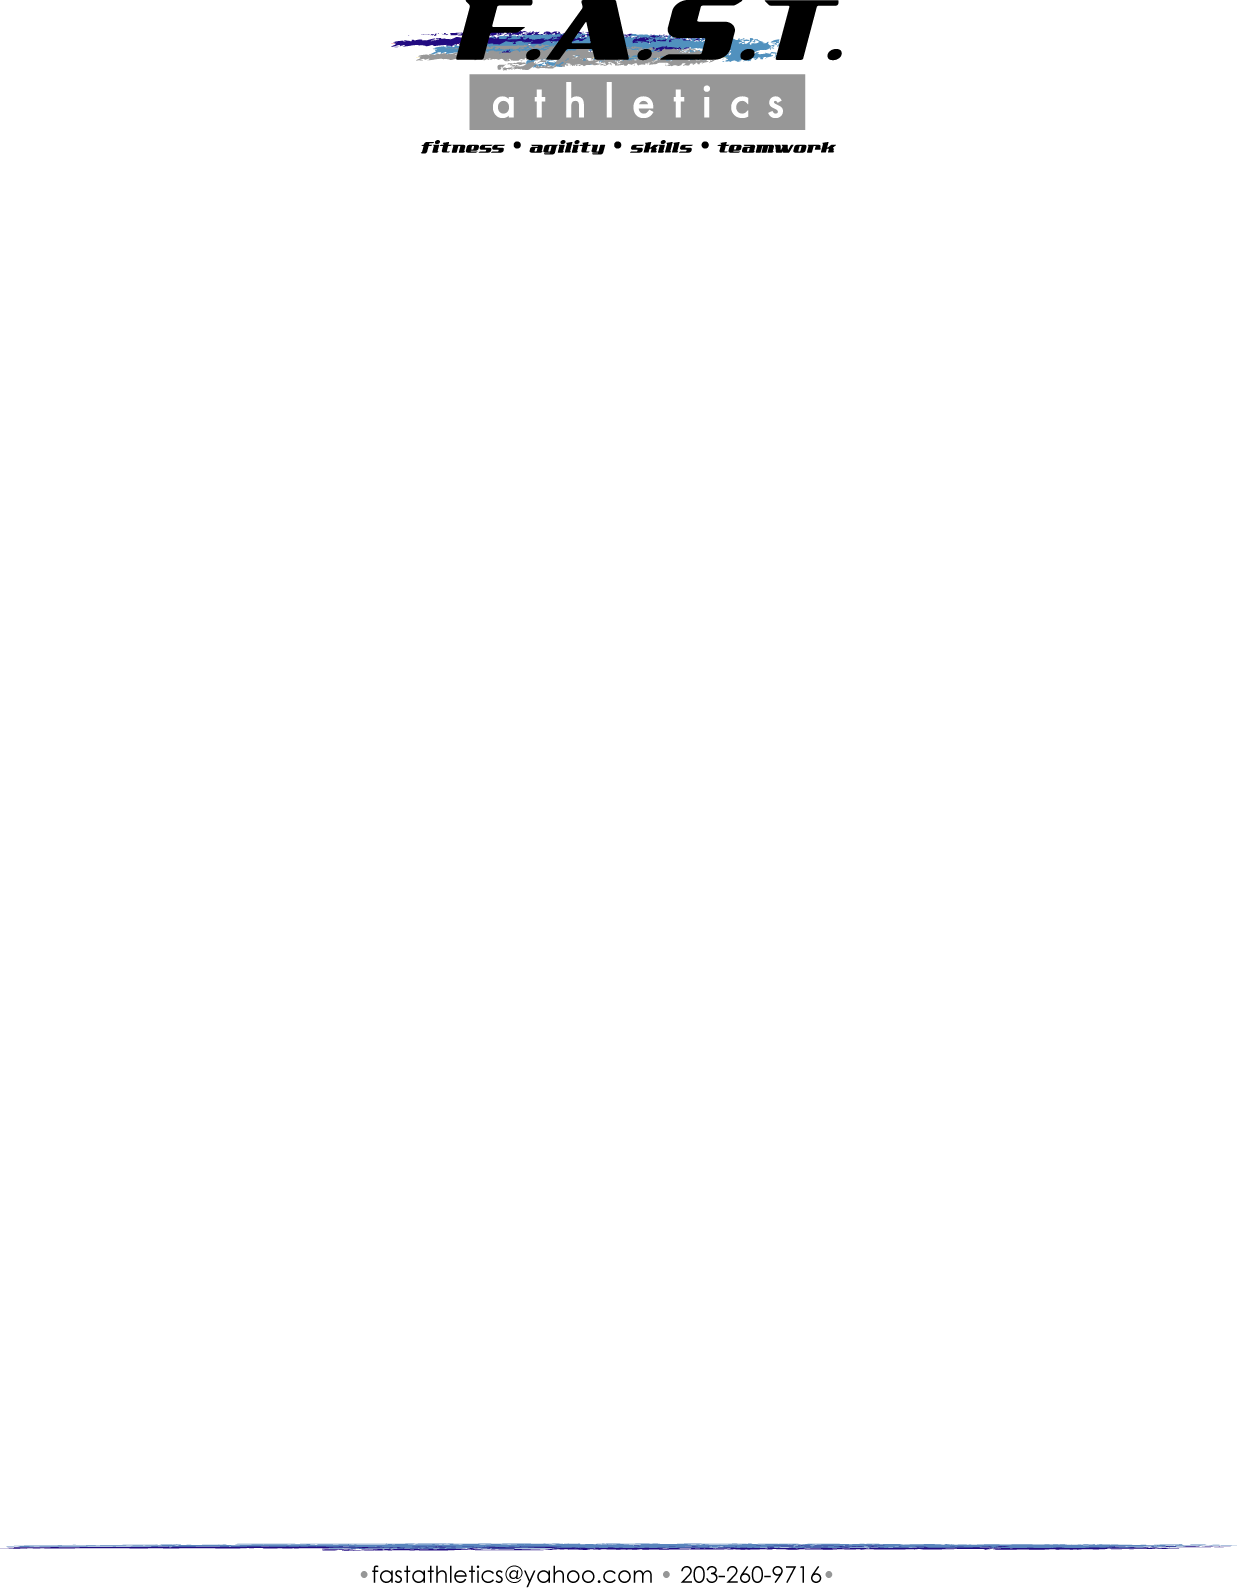 F.A.S.T.
athletics
fitness • agility • skills • teamwork
•fastathletics@yahoo.com • 203-260-9716•